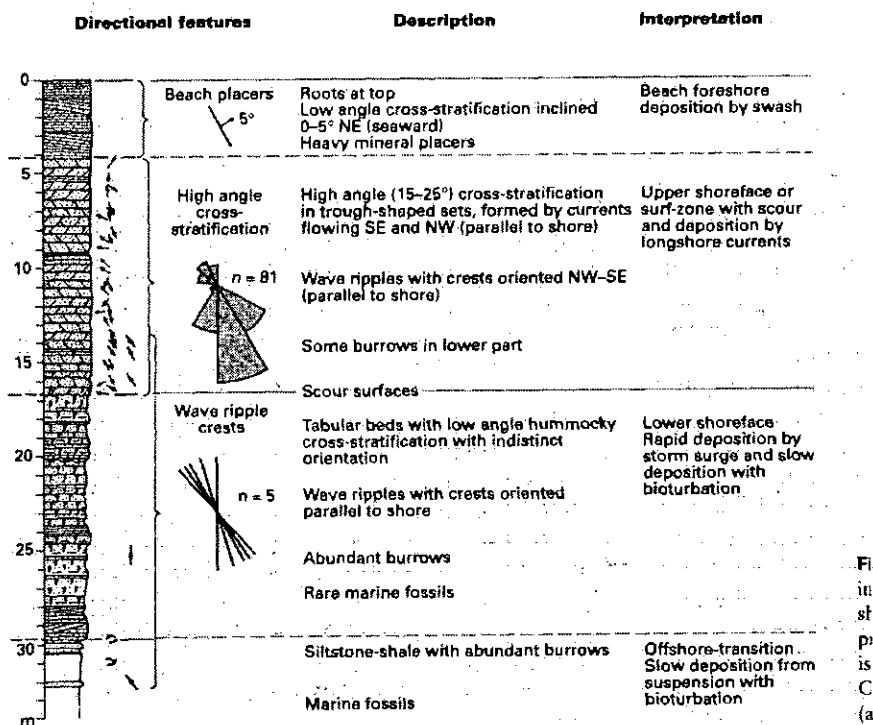 Directional features
Description
Interpretation
0
5
10
15
20
25
30
m
Beach placers
5°
Roots at top
Low angle cross-stratification inclined
0–5° NE (seaward)
Heavy mineral placers
Beach foreshore
deposition by swash
High angle
cross-
stratification
n = 81
High angle (15–25°) cross-stratification
in trough-shaped sets, formed by currents
flowing SE and NW (parallel to shore)
Wave ripples with crests oriented NW–SE
(parallel to shore)
Some burrows in lower part
Upper shoreface or
surf-zone with scour
and deposition by
longshore currents
Scour surfaces
Wave ripple
crests
n = 5
Tabular beds with low angle hummocky
cross-stratification with indistinct
orientation
Wave ripples with crests oriented
parallel to shore
Abundant burrows
Rare marine fossils
Lower shoreface
Rapid deposition by
storm surge and slow
deposition with
bioturbation
Siltstone-shale with abundant burrows
Marine fossils
Offshore-transition
Slow deposition from
suspension with
bioturbation
Fi
sh
is
C
(a